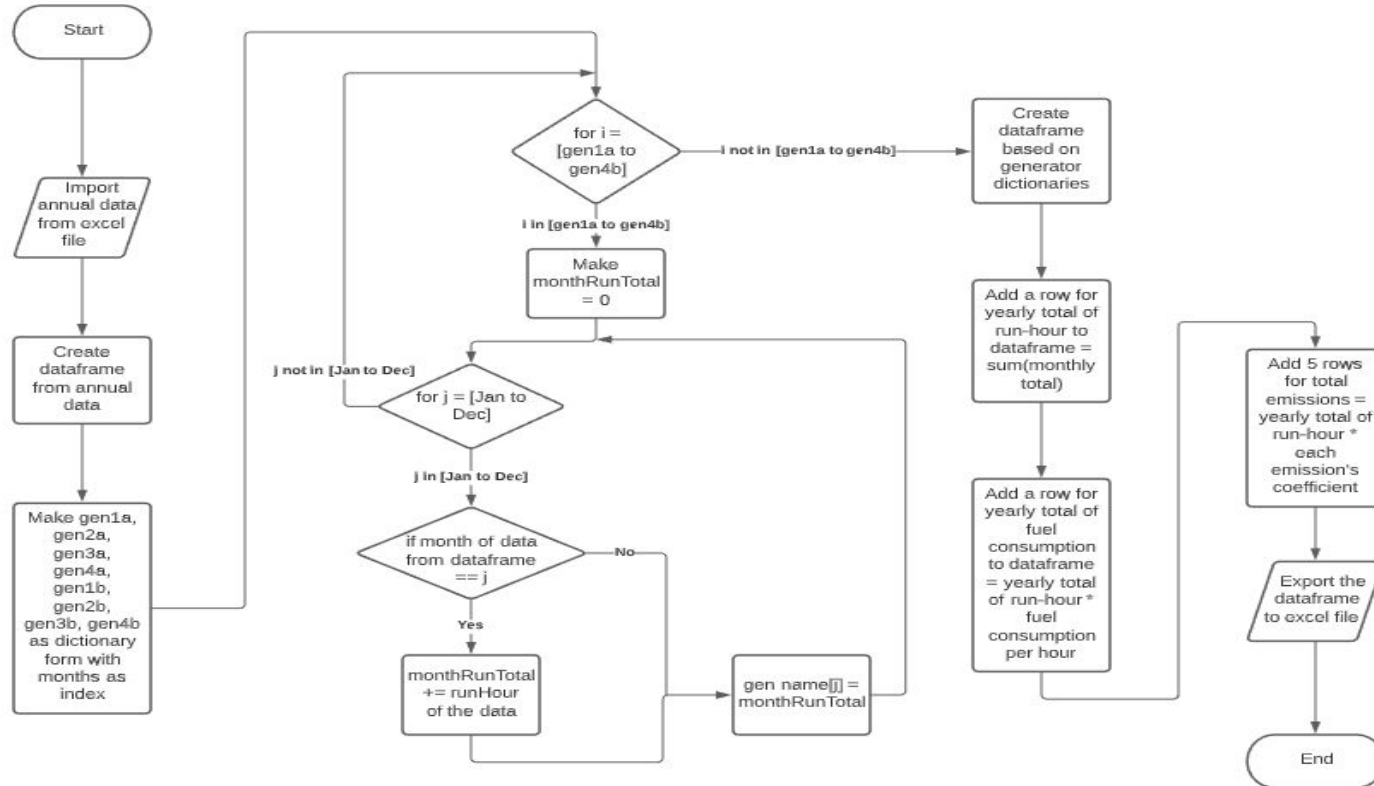 Start
Import
annual data
from excel
file
Create
dataframe
from annual
data
Make gen1a,
gen2a,
gen3a,
gen4a,
gen1b,
gen2b,
gen3b, gen4b
as dictionary
form with
months as
index
for i =
[gen1a to
gen4b]
i not in [gen1a to gen4b]
i in [gen1a to gen4b]
Make
monthRunTotal
= 0
j not in [Jan to Dec]
for j = [Jan to
Dec]
j in [Jan to Dec]
if month of data
from dataframe
== j
No
Yes
monthRunTotal
+= runHour
of the data
gen name[j] =
monthRunTotal
Create
dataframe
based on
generator
dictionaries
Add a row for
yearly total of
run-hour to
dataframe =
sum(monthly
total)
Add a row for
yearly total of
fuel
consumption
to dataframe
= yearly total
of run-hour *
fuel
consumption
per hour
Add 5 rows
for total
emissions =
yearly total of
run-hour *
each
emission's
coefficient
Export the
dataframe
to excel file
End